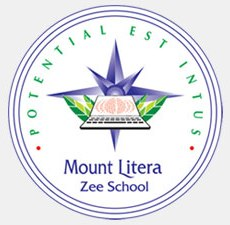 • POTENTIAL EST INTUS •
Mount Litera
Zee School